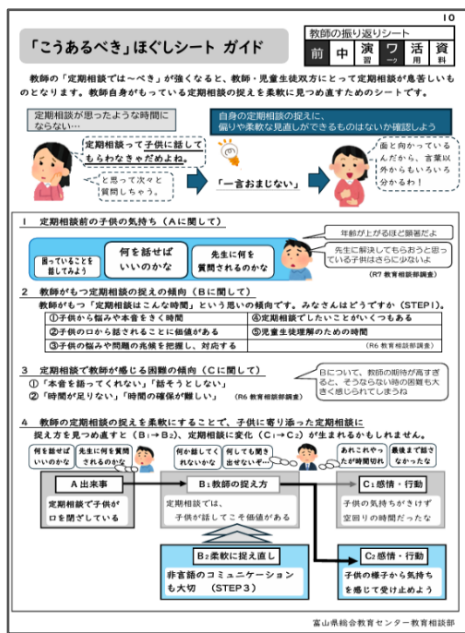 10
「こうあるべき」ほぐしシート ガイド
教師の振り返りシート
前 中 演習 ワーク 活用 資料
教師の「定期相談では~べき」が強くなると、教師・児童生徒双方にとって定期相談が息苦しいも
のとなります。教師自身がもっている定期相談の捉えを柔軟に見つめ直すためのシートです。
定期相談が思ったような時間に
ならない…
自身の定期相談の捉えに、
偏りや柔軟な見直しができるものはないか確認しよう
定期相談って子供に話して
もらわなきゃだめよね。
と思って次々と
質問しちゃう。
「一言おまじない」
面と向かっている
んだから、言葉以
外からもいろいろ
分かるわ!
1 定期相談前の子供の気持ち(Aに関して)
困っていることを
話してみよう
何を話せば
いいのかな
先生に何を
質問されるのかな
年齢が上がるほど顕著だよ
先生に解決してもらおうと思っ
ている子供はさらに少ないよ
(R7 教育相談部調査)
2 教師がもつ定期相談の捉えの傾向(Bに関して)
教師がもつ「定期相談はこんな時間」という思いの傾向です。みなさんはどうですか(STEP1)。
①子供から悩みや本音をきく時間
④定期相談でしたいことがいくつもある
②子供の口から話されることに価値がある
⑤児童生徒理解のための時間
③子供の悩みや問題の兆候を把握し、対応する
(R6 教育相談部調査)
3 定期相談で教師が感じる困難の傾向(Cに関して)
①「本音を語ってくれない」「話そうとしない」
②「時間が足りない」「時間の確保が難しい」(R6 教育相談部調査)
Bについて、教師の期待が高すぎ
ると、そうならない時の困難も大
きく感じられてしまうね
4 教師の定期相談の捉えを柔軟にすることで、子供に寄り添った定期相談に
捉え方を見つめ直すと(B₁→B₂)、定期相談に変化(C₁→C₂)が生まれるかもしれません。
何を話せば
いいのかな
先生に何を質問
されるのかな
何か話してく
れないかな
何としても聞
き出せないぞ…
あれこれやっ
たが時間切れ
最後まで話さ
なかったな
A 出来事
定期相談で子供が
口を閉ざしている
B₁教師の捉え方
定期相談では、
子供が話してこそ価値がある
C₁感情・行動
子供の気持ちがきけず
空回りの時間だったな
B₂柔軟に捉え直し
非言語のコミュニケーション
も大切 (STEP3)
C₂感情・行動
子供の様子から気持ち
を感じて受け止めよう
富山県総合教育センター教育相談部